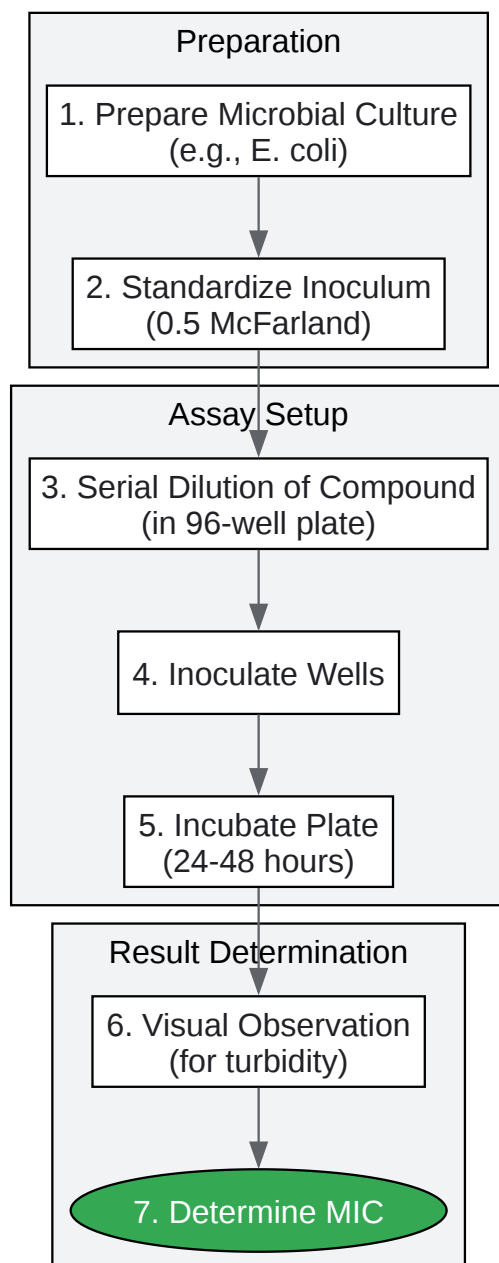 Preparation
1. Prepare Microbial Culture
(e.g., E. coli)
2. Standardize Inoculum
(0.5 McFarland)
Assay Setup
3. Serial Dilution of Compound
(in 96-well plate)
4. Inoculate Wells
5. Incubate Plate
(24-48 hours)
Result Determination
6. Visual Observation
(for turbidity)
7. Determine MIC